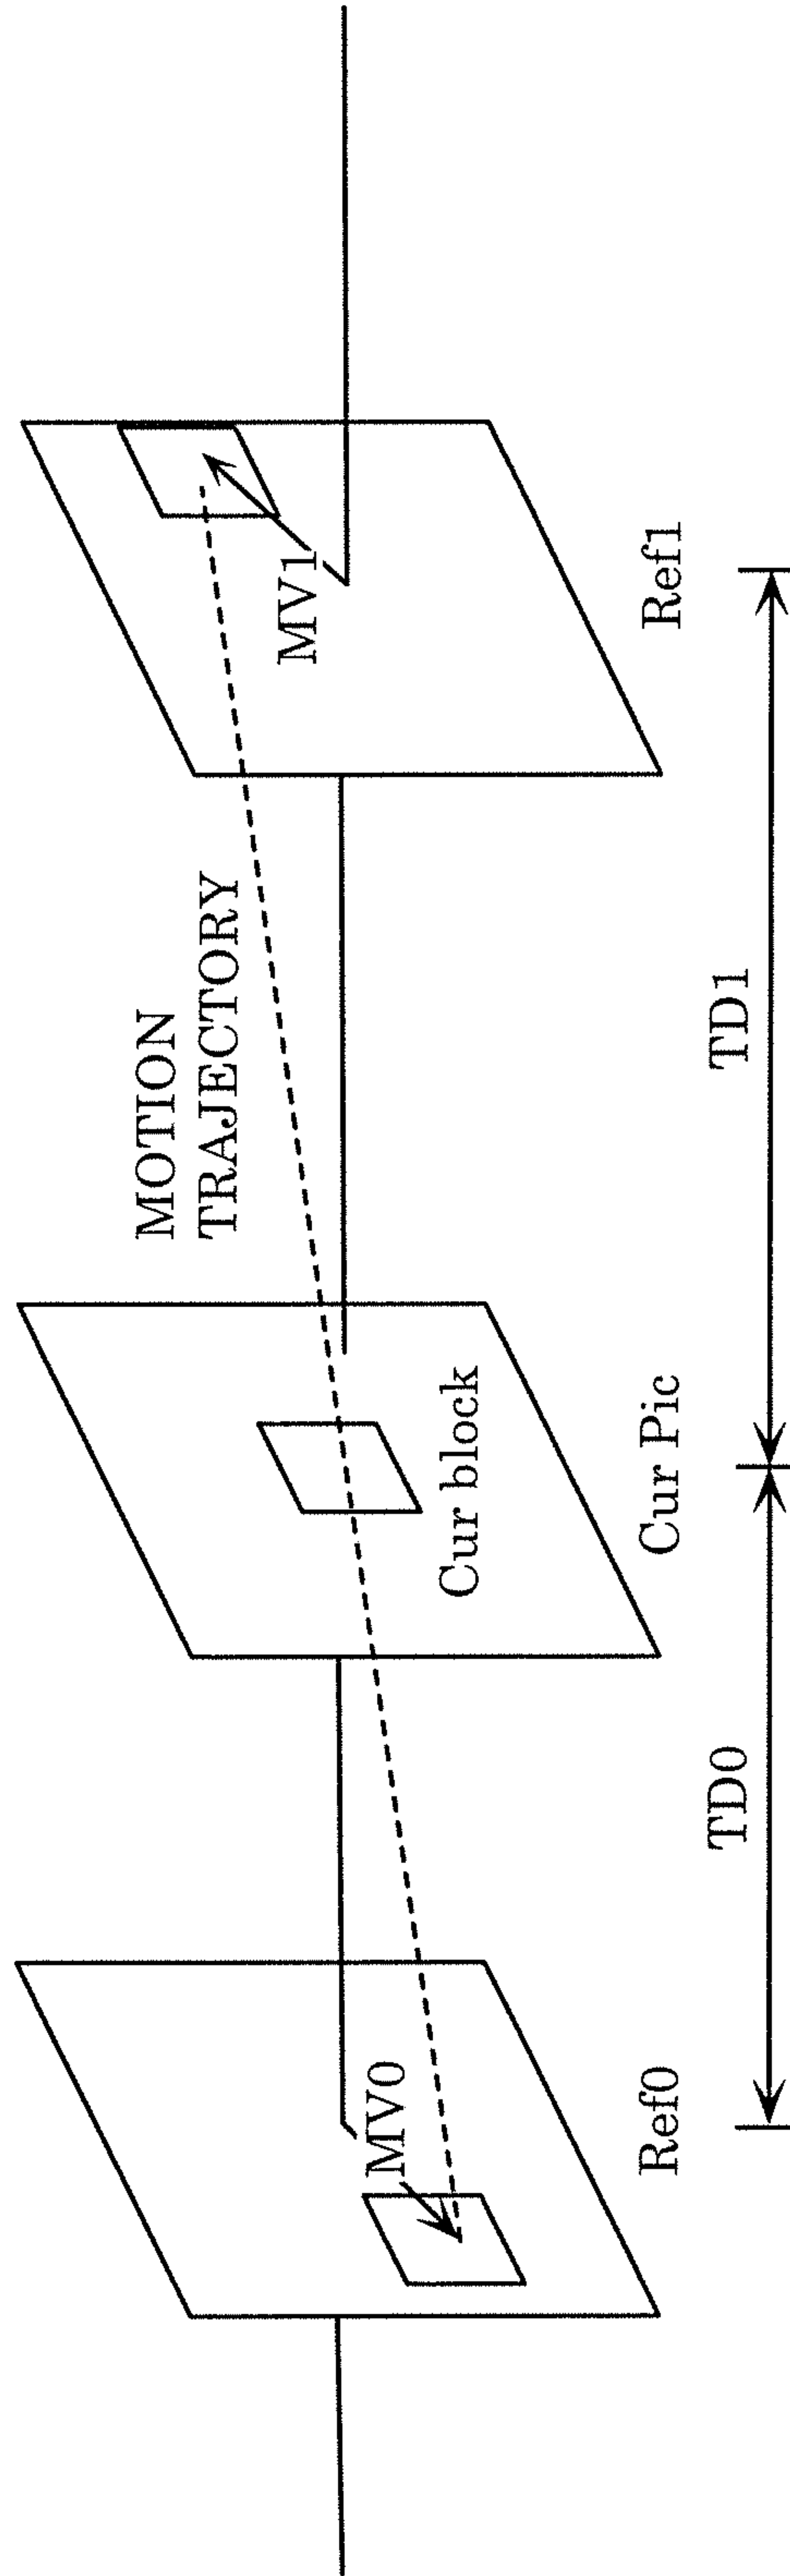 MOTION
TRAJECTORY
MV0
MV1
Cur block
Ref0
Cur Pic
Ref1
TD0
TD1